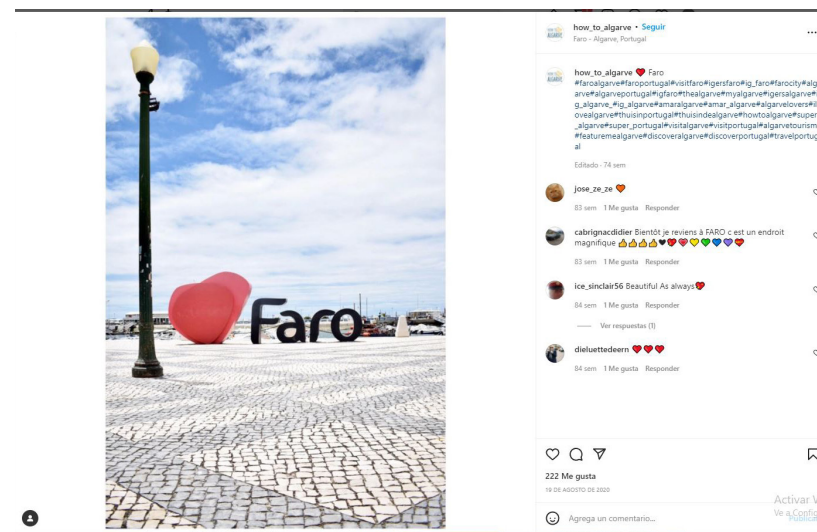 Faro
how_to_algarve • Seguir
Faro - Algarve, Portugal
how_to_algarve ❤️ Faro
#faroalgarve#faroportugal#visitfaro#igersfaro#ig_faro#farocity#alg
arve#algarveportugal#igfaro#thealgarve#myalgarve#igersalgarve#i
g_algarve_#ig_algarve#amaralgarve#amar_algarve#algarvelovers#il
ovealgarve#thuisinportugal#thuisindealgarve#howtoalgarve#super
_algarve#super_portugal#visitalgarve#visitportugal#algarvetourism
#featuremealgarve#discoveralgarve#discoverportugal#travelportug
al
Editado · 74 sem
jose_ze_ze 🧡
83 sem 1 Me gusta Responder
cabrignacdidier Bientôt je reviens à FARO c est un endroit
magnifique 👍👍👍👍🖤❤️💓💛💚💙💜❤️
83 sem 1 Me gusta Responder
ice_sinclair56 Beautiful As always💖
84 sem 1 Me gusta Responder
Ver respuestas (1)
dieluettedeern ❤️❤️❤️
84 sem 1 Me gusta Responder
222 Me gusta
19 DE AGOSTO DE 2020
Agrega un comentario...
Activar
Ve a Config